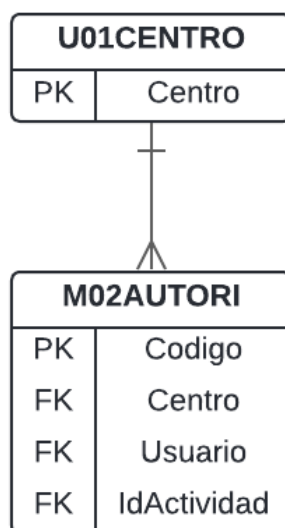 U01CENTRO
PK Centro
M02AUTORI
PK Codigo
FK Centro
FK Usuario
FK IdActividad